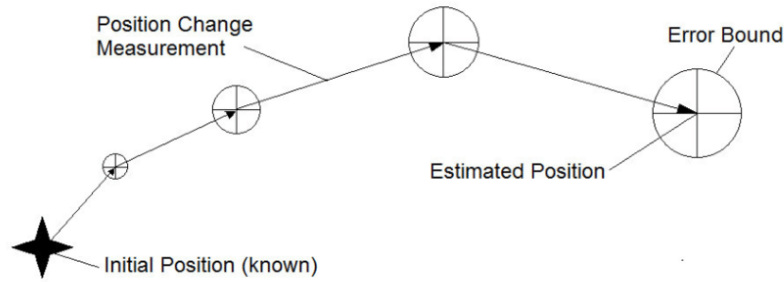 Position Change
Measurement
Error Bound
Estimated Position
Initial Position (known)